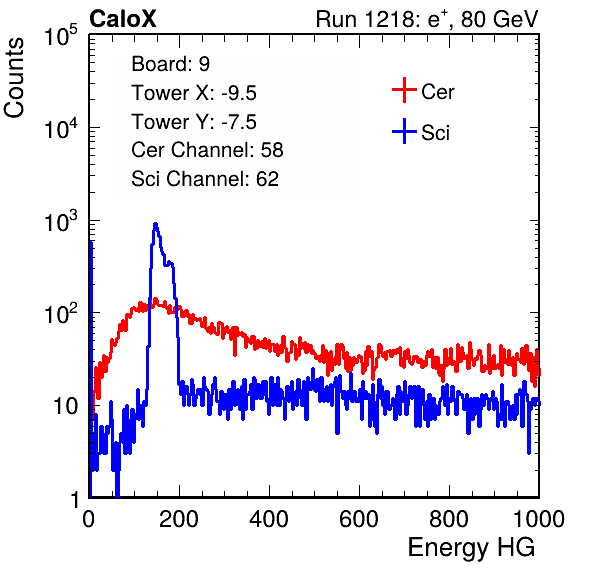 CaloX
Run 1218: e+, 80 GeV
Counts
Board: 9
Tower X: -9.5
Tower Y: -7.5
Cer Channel: 58
Sci Channel: 62
Cer
Sci
10^5
10^4
10^3
10^2
10
1
0 200 400 600 800 1000
Energy HG